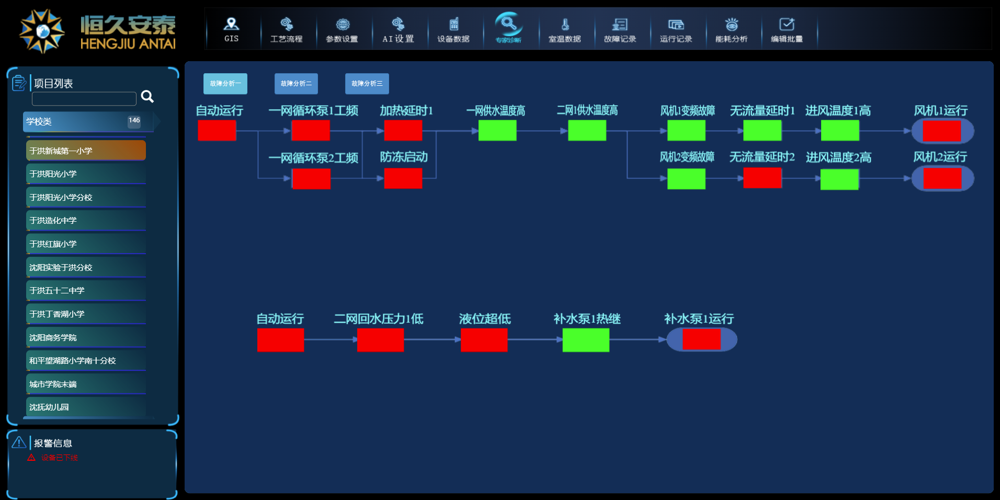 恒久安泰
HENGJIU ANTAI
GIS
工艺流程
参数设置
AI设置
设备数据
专家诊断
室温数据
故障记录
运行记录
能耗分析
编辑批量
项目列表
学校类
146
于洪新城第一小学
于洪阳光小学
于洪阳光小学分校
于洪造化中学
于洪红旗小学
沈阳实验于洪分校
于洪五十二中学
于洪丁香湖小学
沈阳商务学院
和平望湖路小学南十分校
城市学院末端
沈抚幼儿园
报警信息
设备已下线
故障分析一
故障分析二
故障分析三
自动运行
一网循环泵1工频
加热延时1
一网供水温度高
二网1供水温度高
风机1变频故障
无流量延时1
进风温度1高
风机1运行
一网循环泵2工频
防冻启动
风机2变频故障
无流量延时2
进风温度2高
风机2运行
自动运行
二网回水压力1低
液位超低
补水泵1热继
补水泵1运行